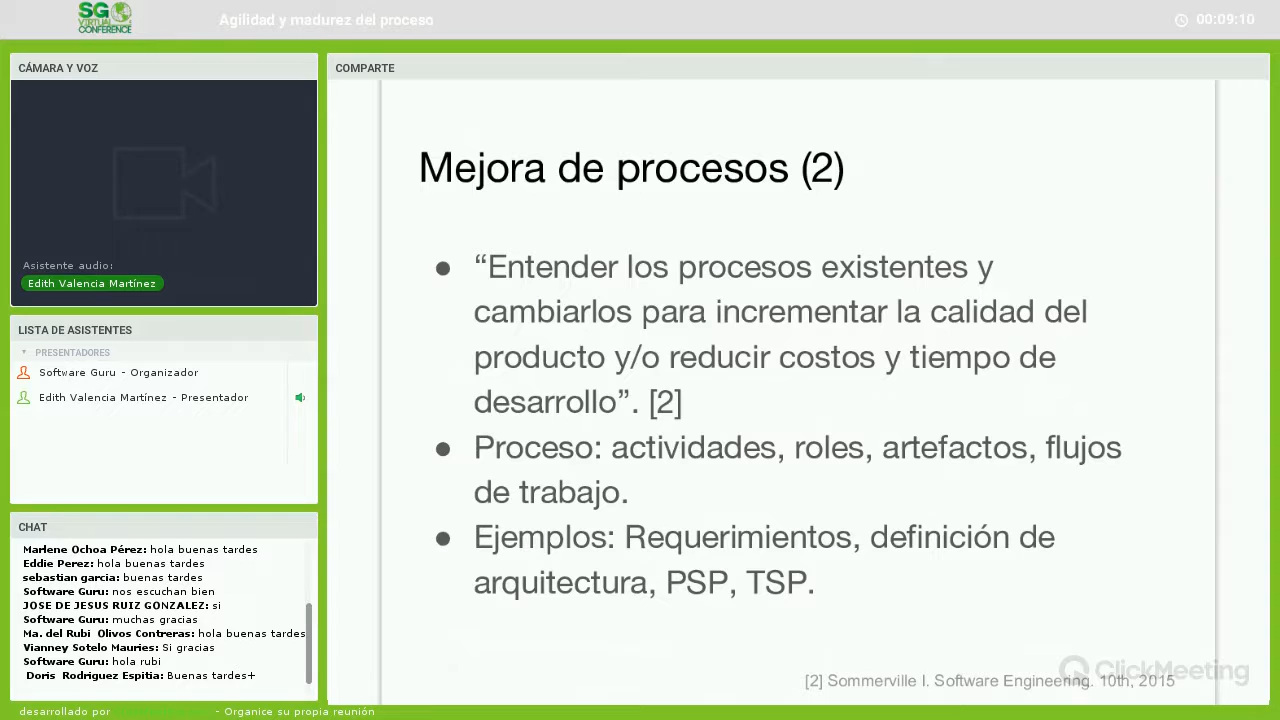 SG
VIRTUAL
CONFERENCE
Agilidad y madurez del proceso
00:09:10
CÁMARA Y VOZ
Asistente audio:
Edith Valencia Martínez
LISTA DE ASISTENTES
PRESENTADORES
Software Guru - Organizador
Edith Valencia Martínez - Presentador
CHAT
Marlene Ochoa Pérez: hola buenas tardes
Eddie Perez: hola buenas tardes
sebastian garcia: buenas tardes
Software Guru: nos escuchan bien
JOSE DE JESUS RUIZ GONZALEZ: si
Software Guru: muchas gracias
Ma. del Rubi Olivos Contreras: hola buenas tardes
Vianney Sotelo Mauries: Si gracias
Software Guru: hola rubi
Doris Rodriguez Espitia: Buenas tardes+
desarrollado por - Organice su propia reunión
COMPARTE
Mejora de procesos (2)
● “Entender los procesos existentes y
cambiarlos para incrementar la calidad del
producto y/o reducir costos y tiempo de
desarrollo”. [2]
● Proceso: actividades, roles, artefactos, flujos
de trabajo.
● Ejemplos: Requerimientos, definición de
arquitectura, PSP, TSP.
ClickMeeting
[2] Sommerville I. Software Engineering. 10th, 2015